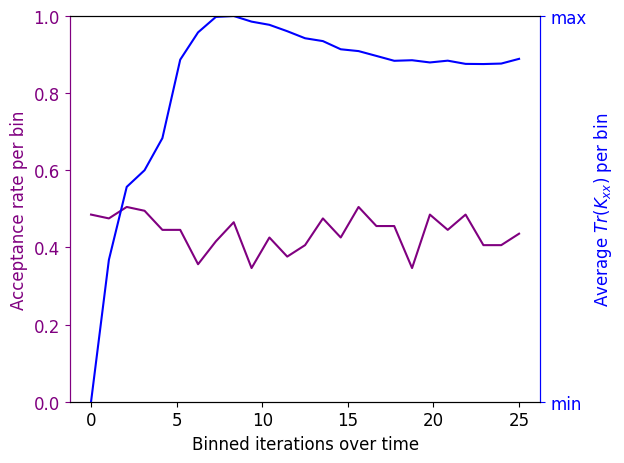 1.0
0.8
0.6
0.4
0.2
0.0
Acceptance rate per bin
0 5 10 15 20 25
Binned iterations over time
max
min
Average Tr(K_xx) per bin